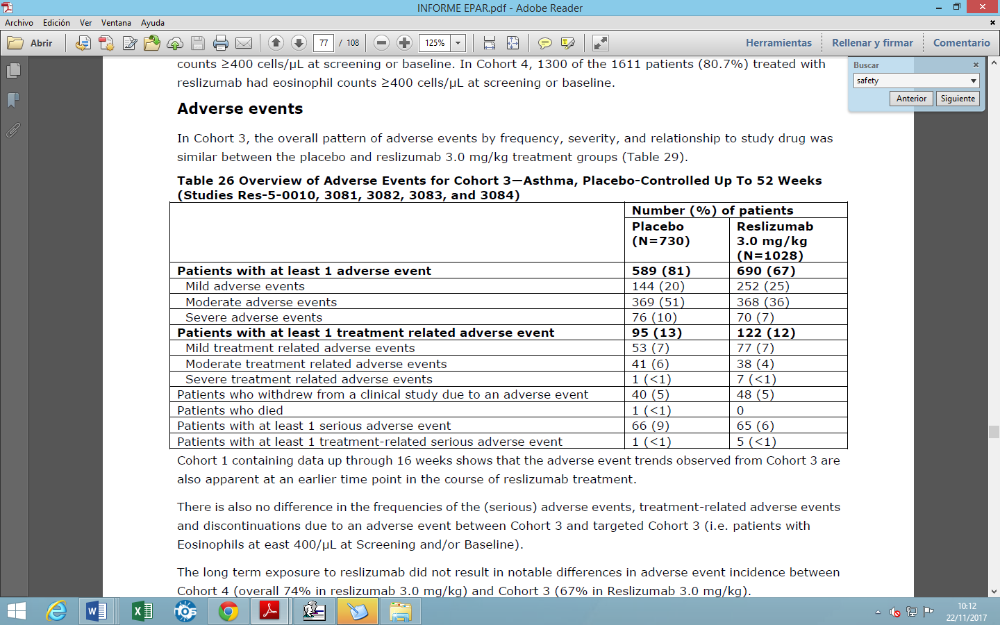 INFORME EPAR.pdf - Adobe Reader
Archivo Edición Ver Ventana Ayuda
Abrir 77 / 108 125% Herramientas Rellenar y firmar Comentario
Buscar
safety
Anterior Siguiente
counts ≥400 cells/µL at screening or baseline. In Cohort 4, 1300 of the 1611 patients (80.7%) treated with
reslizumab had eosinophil counts ≥400 cells/µL at screening or baseline.
Adverse events
In Cohort 3, the overall pattern of adverse events by frequency, severity, and relationship to study drug was
similar between the placebo and reslizumab 3.0 mg/kg treatment groups (Table 29).
Table 26 Overview of Adverse Events for Cohort 3—Asthma, Placebo-Controlled Up To 52 Weeks
(Studies Res-5-0010, 3081, 3082, 3083, and 3084)
Number (%) of patients
Placebo Reslizumab
(N=730) 3.0 mg/kg
(N=1028)
Patients with at least 1 adverse event 589 (81) 690 (67)
Mild adverse events 144 (20) 252 (25)
Moderate adverse events 369 (51) 368 (36)
Severe adverse events 76 (10) 70 (7)
Patients with at least 1 treatment related adverse event 95 (13) 122 (12)
Mild treatment related adverse events 53 (7) 77 (7)
Moderate treatment related adverse events 41 (6) 38 (4)
Severe treatment related adverse events 1 (<1) 7 (<1)
Patients who withdrew from a clinical study due to an adverse event 40 (5) 48 (5)
Patients who died 1 (<1) 0
Patients with at least 1 serious adverse event 66 (9) 65 (6)
Patients with at least 1 treatment-related serious adverse event 1 (<1) 5 (<1)
Cohort 1 containing data up through 16 weeks shows that the adverse event trends observed from Cohort 3 are
also apparent at an earlier time point in the course of reslizumab treatment.
There is also no difference in the frequencies of the (serious) adverse events, treatment-related adverse events
and discontinuations due to an adverse event between Cohort 3 and targeted Cohort 3 (i.e. patients with
Eosinophils at east 400/µL at Screening and/or Baseline).
The long term exposure to reslizumab did not result in notable differences in adverse event incidence between
Cohort 4 (overall 74% in reslizumab 3.0 mg/kg) and Cohort 3 (67% in Reslizumab 3.0 mg/kg).
10:12
22/11/2017